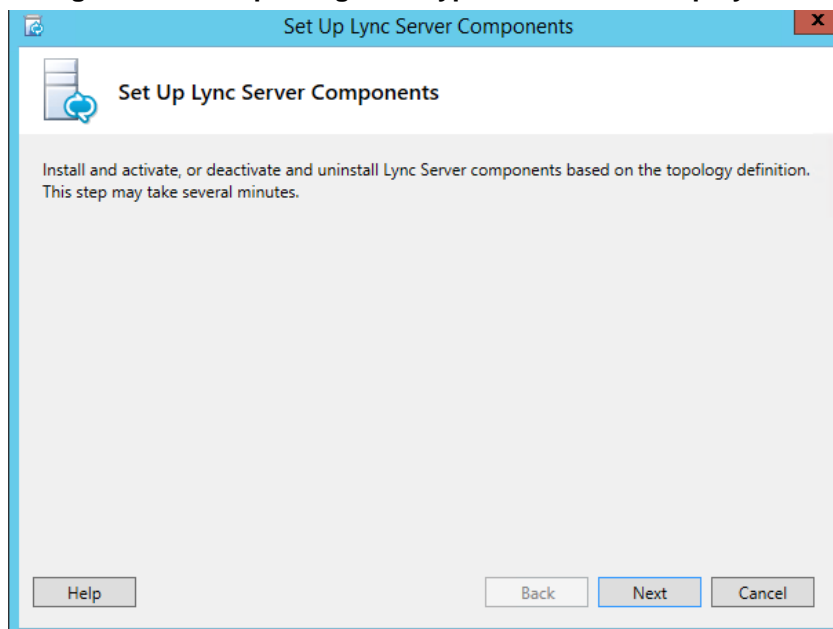 Set Up Lync Server Components
X
Set Up Lync Server Components
Install and activate, or deactivate and uninstall Lync Server components based on the topology definition.
This step may take several minutes.
Help
Back
Next
Cancel